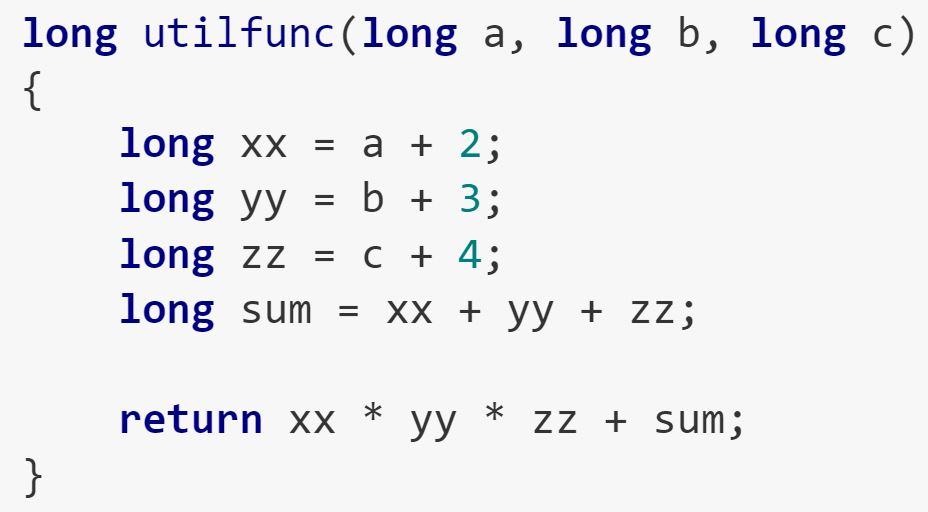 long utilfunc(long a, long b, long c)
{
    long xx = a + 2;
    long yy = b + 3;
    long zz = c + 4;
    long sum = xx + yy + zz;

    return xx * yy * zz + sum;
}